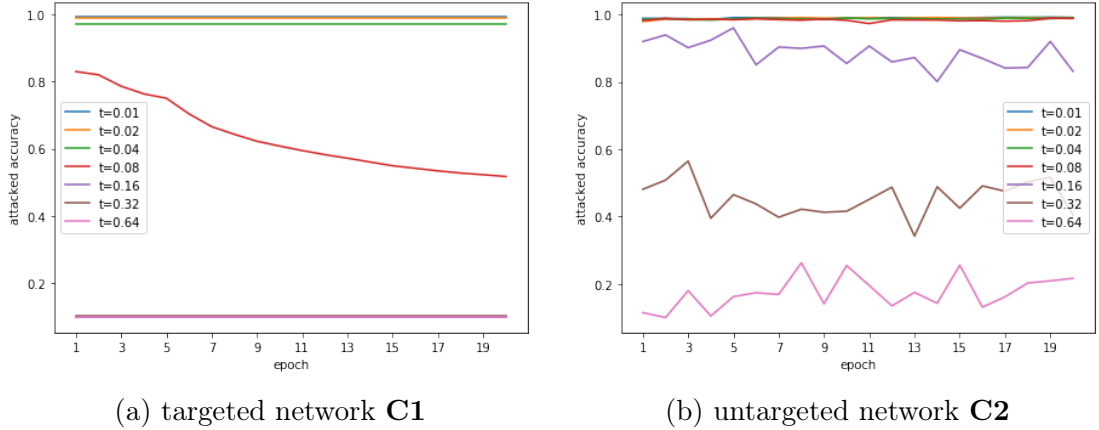 1.0
0.8
0.6
0.4
0.2
attacked accuracy
t=0.01
t=0.02
t=0.04
t=0.08
t=0.16
t=0.32
t=0.64
1 3 5 7 9 11 13 15 17 19
epoch
(a) targeted network C1
1.0
0.8
0.6
0.4
0.2
attacked accuracy
t=0.01
t=0.02
t=0.04
t=0.08
t=0.16
t=0.32
t=0.64
1 3 5 7 9 11 13 15 17 19
epoch
(b) untargeted network C2